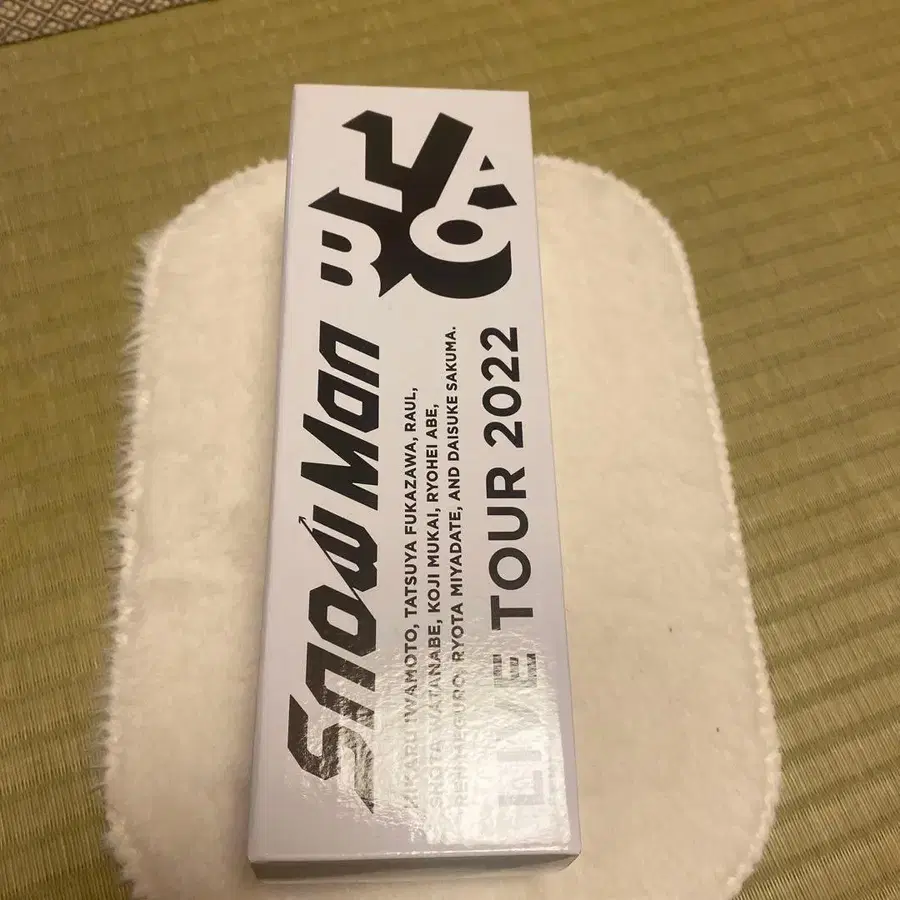 Snow Man
HIKARU IWAMOTO, TATSUYA FUKAZAWA, RAUL,
SHOTA WATANABE, KOJI MUKAI, RYOHEI ABE,
REN MEGURO, RYOTA MIYADATE, AND DAISUKE SAKUMA.
LIVE TOUR 2022